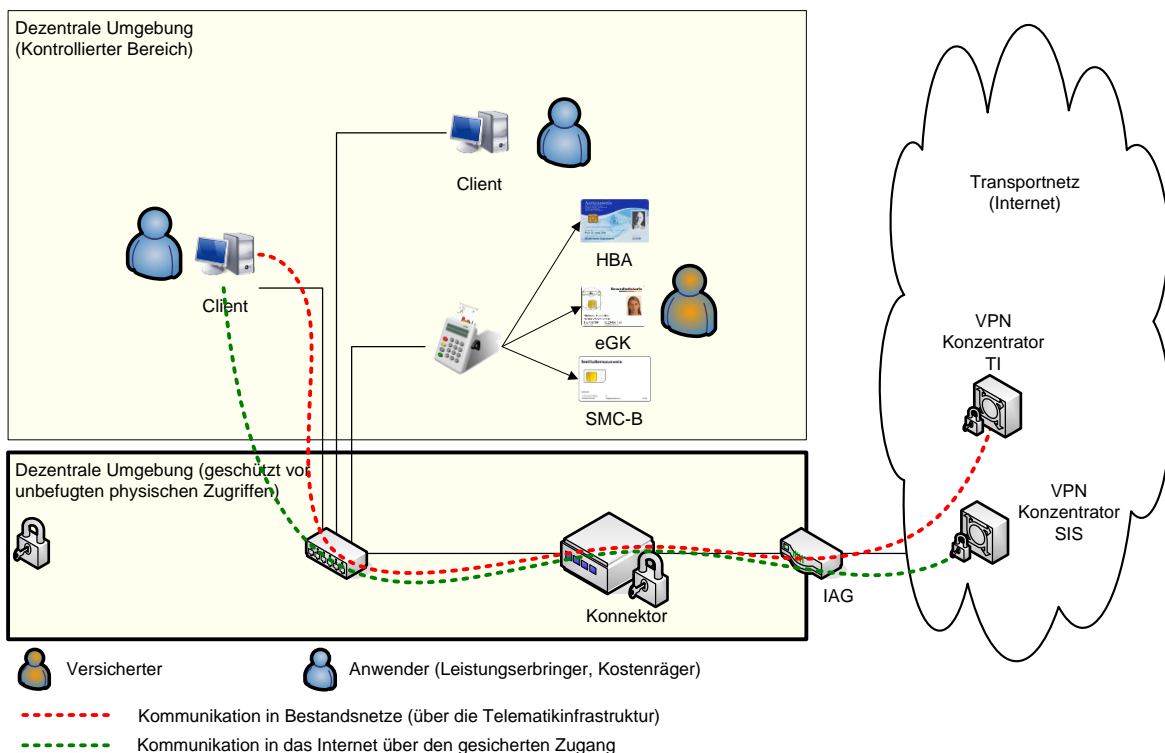 Dezentrale Umgebung
(Kontrollierter Bereich)
Client
HBA
Client
eGK
SMC-B
Transportnetz
(Internet)
VPN
Konzentrator
TI
VPN
Konzentrator
SIS
Dezentrale Umgebung (geschützt vor
unbefugten physischen Zugriffen)
Konnektor
IAG
Versicherter
Anwender (Leistungserbringer, Kostenräger)
Kommunikation in Bestandsnetze (über die Telematikinfrastruktur)
Kommunikation in das Internet über den gesicherten Zugang